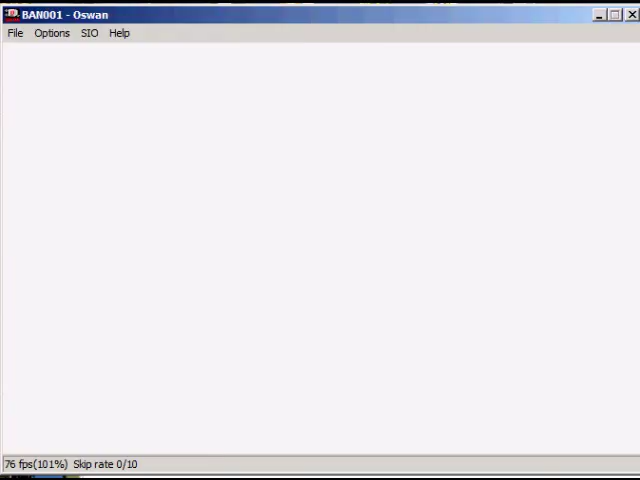 BAN001 - Oswan
File Options SIO Help
76 fps(101%) Skip rate 0/10